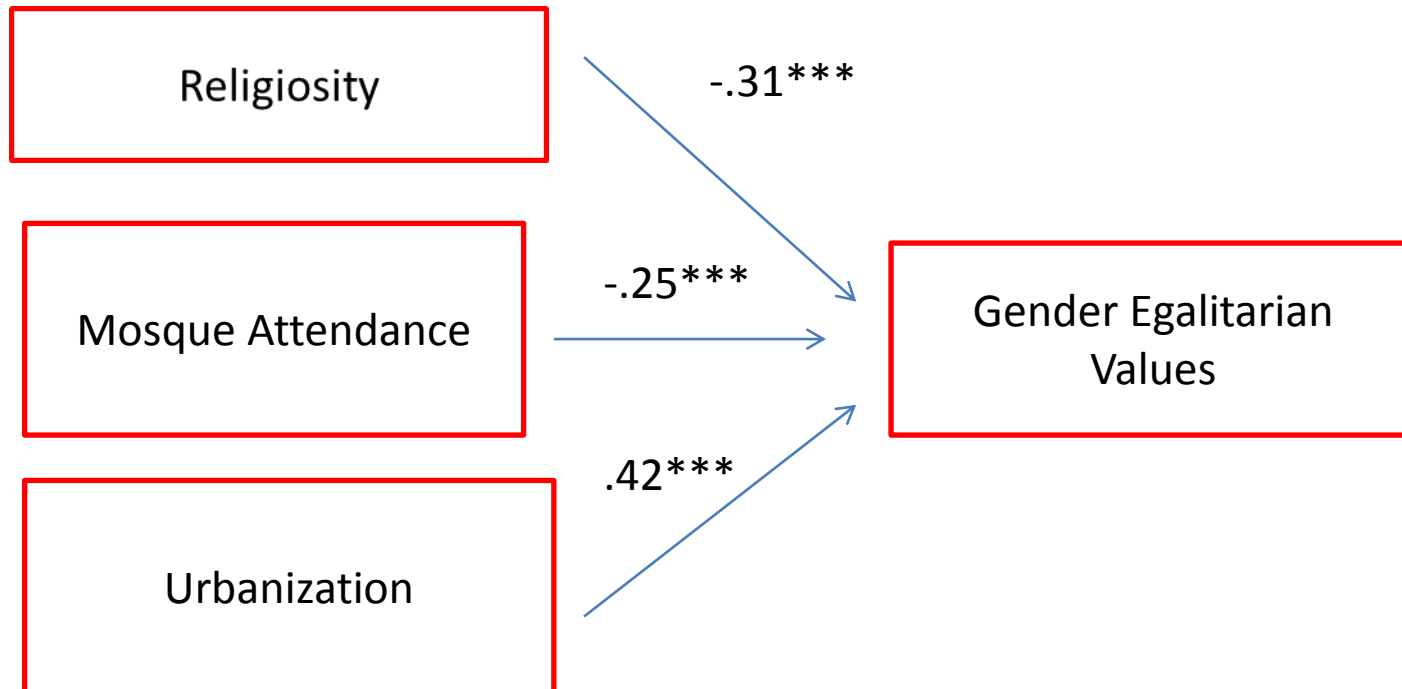 Religiosity
-.31***
Mosque Attendance
-.25***
Gender Egalitarian
Values
.42***
Urbanization